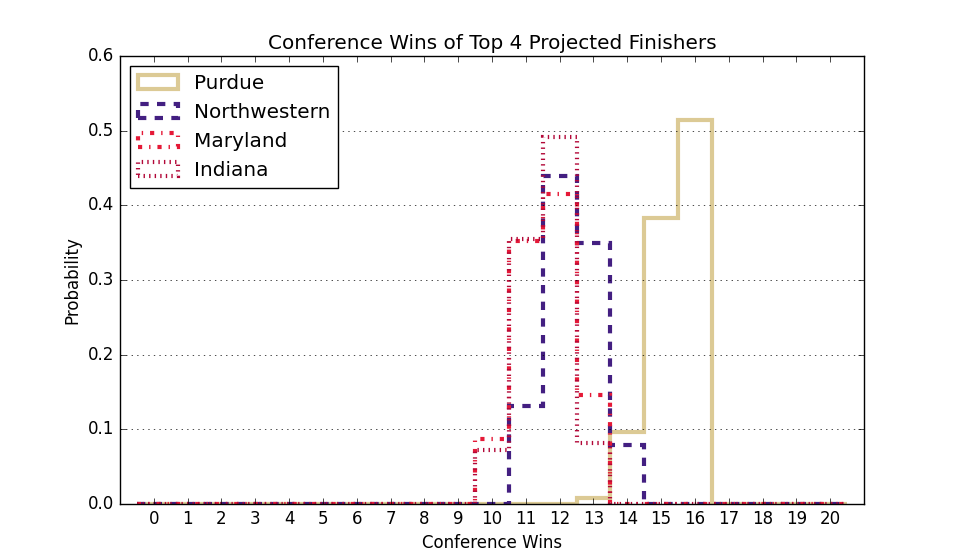 Conference Wins of Top 4 Projected Finishers
0.6
0.5
0.4
0.3
0.2
0.1
0.0
Probability
Purdue
Northwestern
Maryland
Indiana
0 1 2 3 4 5 6 7 8 9 10 11 12 13 14 15 16 17 18 19 20
Conference Wins